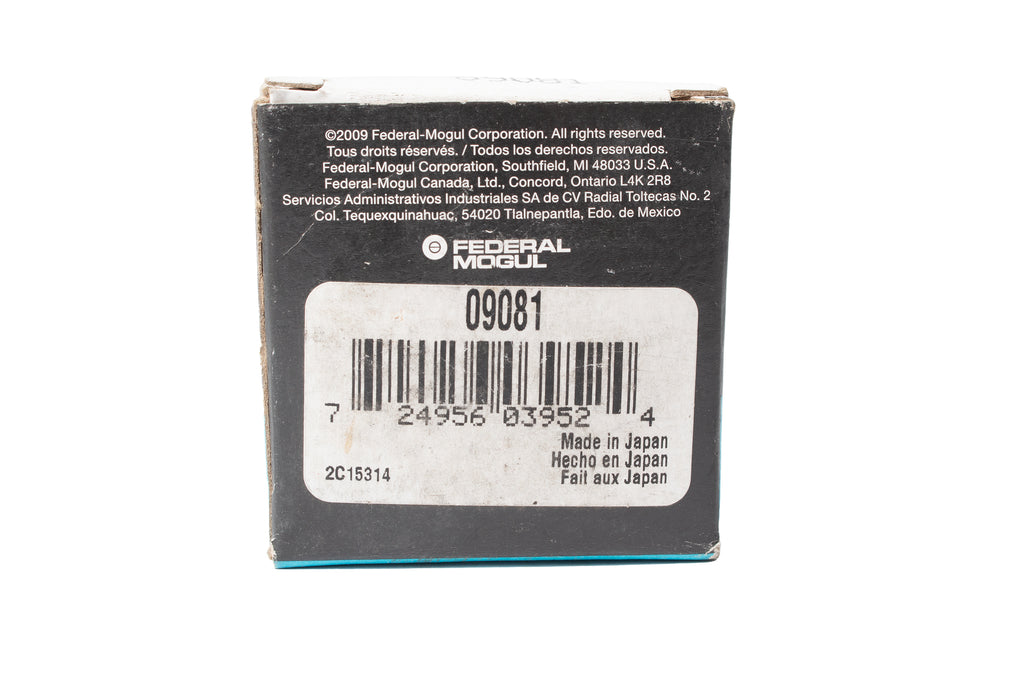 ©2009 Federal-Mogul Corporation. All rights reserved.
Tous droits réservés. / Todos los derechos reservados.
Federal-Mogul Corporation, Southfield, MI 48033 U.S.A.
Federal-Mogul Canada, Ltd., Concord, Ontario L4K 2R8
Servicios Administrativos Industriales SA de CV Radial Toltecas No. 2
Col. Tequexquinahuac, 54020 Tlalnepantla, Edo. de Mexico
FEDERAL
MOGUL
09081
7 24956 03952 4
Made in Japan
Hecho en Japan
2C15314 Fait aux Japan